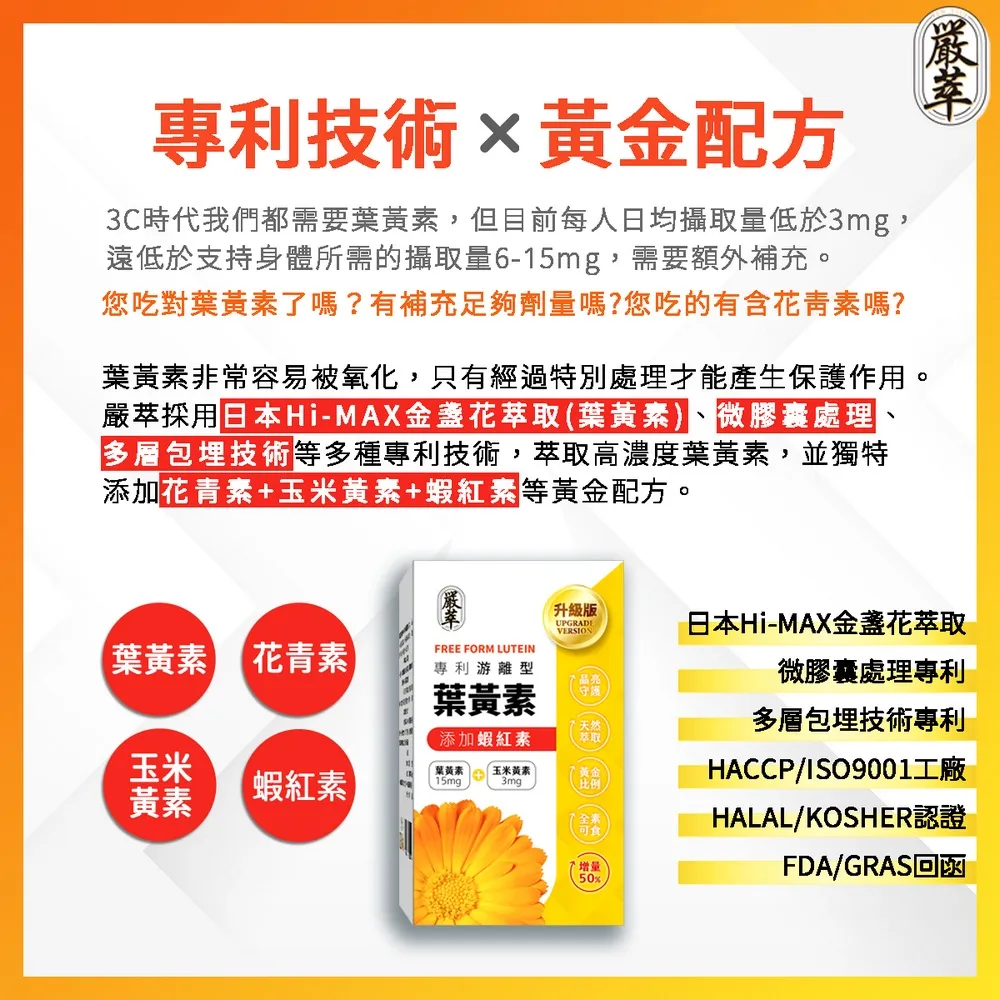 嚴萃
專利技術×黃金配方
3C時代我們都需要葉黃素，但目前每人日均攝取量低於3mg，
遠低於支持身體所需的攝取量6-15mg，需要額外補充。
您吃對葉黃素了嗎？有補充足夠劑量嗎?您吃的有含花青素嗎?
葉黃素非常容易被氧化，只有經過特別處理才能產生保護作用。
嚴萃採用日本Hi-MAX金盞花萃取(葉黃素)、微膠囊處理、
多層包埋技術等多種專利技術，萃取高濃度葉黃素，並獨特
添加花青素+玉米黃素+蝦紅素等黃金配方。
葉黃素
花青素
玉米
黃素
蝦紅素
嚴萃
升級版
UPGRADE
VERSION
FREE FORM LUTEIN
專利游離型
葉黃素
添加蝦紅素
葉黃素
15mg
+
玉米黃素
3mg
晶亮
守護
天然
萃取
黃金
比例
全素
可食
增量
50%
日本Hi-MAX金盞花萃取
微膠囊處理專利
多層包埋技術專利
HACCP/ISO9001工廠
HALAL/KOSHER認證
FDA/GRAS回函